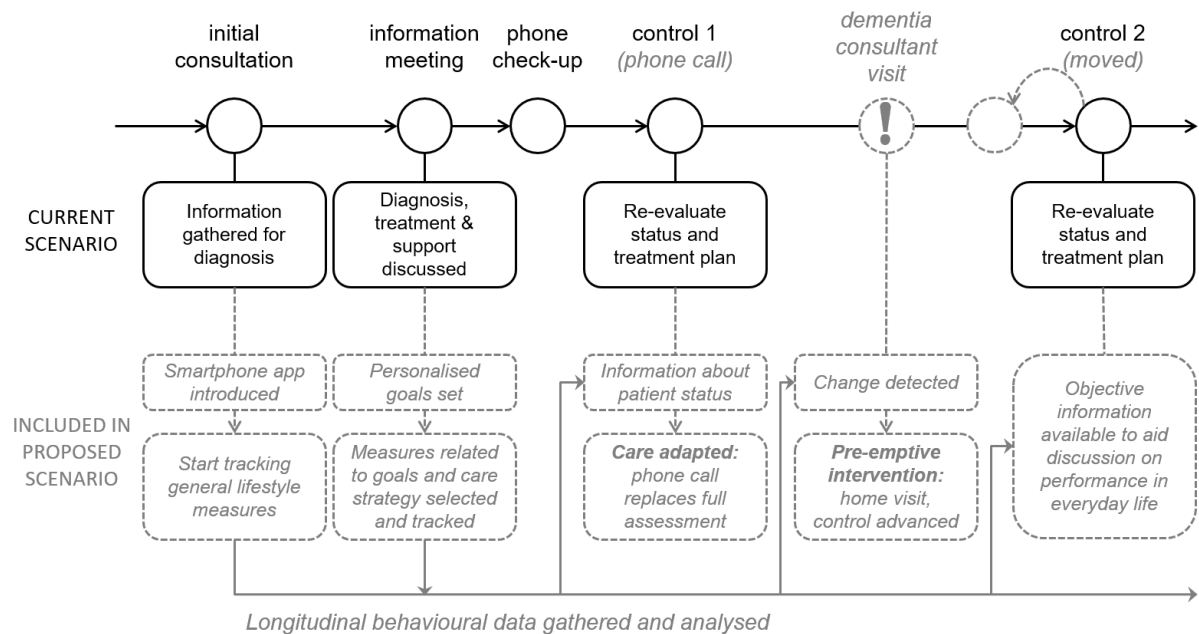 initial
consultation
information
meeting
phone
check-up
control 1
(phone call)
dementia
consultant
visit
control 2
(moved)
!
CURRENT
SCENARIO
Information
gathered for
diagnosis
Diagnosis,
treatment &
support
discussed
Re-evaluate
status and
treatment plan
Re-evaluate
status and
treatment plan
INCLUDED IN
PROPOSED
SCENARIO
Smartphone app
introduced
Personalised
goals set
Information about
patient status
Change detected
Start tracking
general lifestyle
measures
Measures related
to goals and care
strategy selected
and tracked
Care adapted:
phone call
replaces full
assessment
Pre-emptive
intervention:
home visit,
control advanced
Objective
information
available to aid
discussion on
performance in
everyday life
Longitudinal behavioural data gathered and analysed